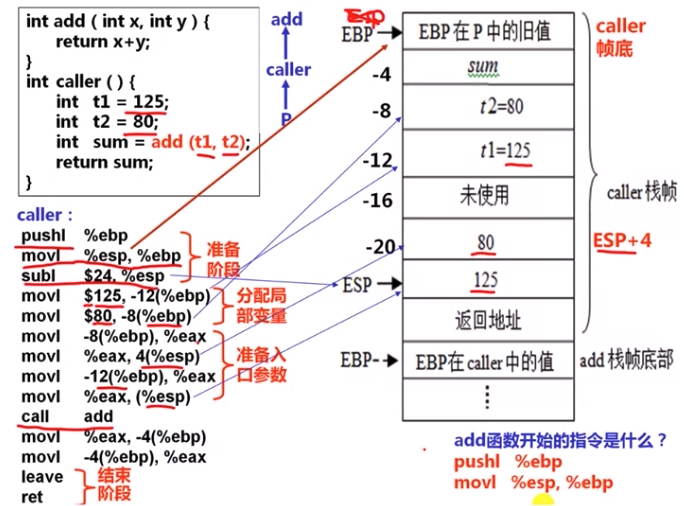 int add ( int x, int y ) {
return x+y;
}
int caller ( ) {
int t1 = 125;
int t2 = 80;
int sum = add (t1, t2);
return sum;
}
add
caller
P
caller：
pushl %ebp
movl %esp, %ebp
subl $24, %esp
movl $125, -12(%ebp)
movl $80, -8(%ebp)
movl -8(%ebp), %eax
movl %eax, 4(%esp)
movl -12(%ebp), %eax
movl %eax, (%esp)
call add
movl %eax, -4(%ebp)
movl -4(%ebp), %eax
leave
ret
准备
阶段
分配局
部变量
准备入
口参数
结束
阶段
Esp
EBP
-4
-8
-12
-16
-20
ESP
EBP-
EBP 在 P 中的旧值
sum
t2=80
t1=125
未使用
80
125
返回地址
EBP在caller中的值
⋮
caller
帧底
caller 栈帧
ESP+4
add 栈帧底部
add函数开始的指令是什么？
pushl %ebp
movl %esp, %ebp